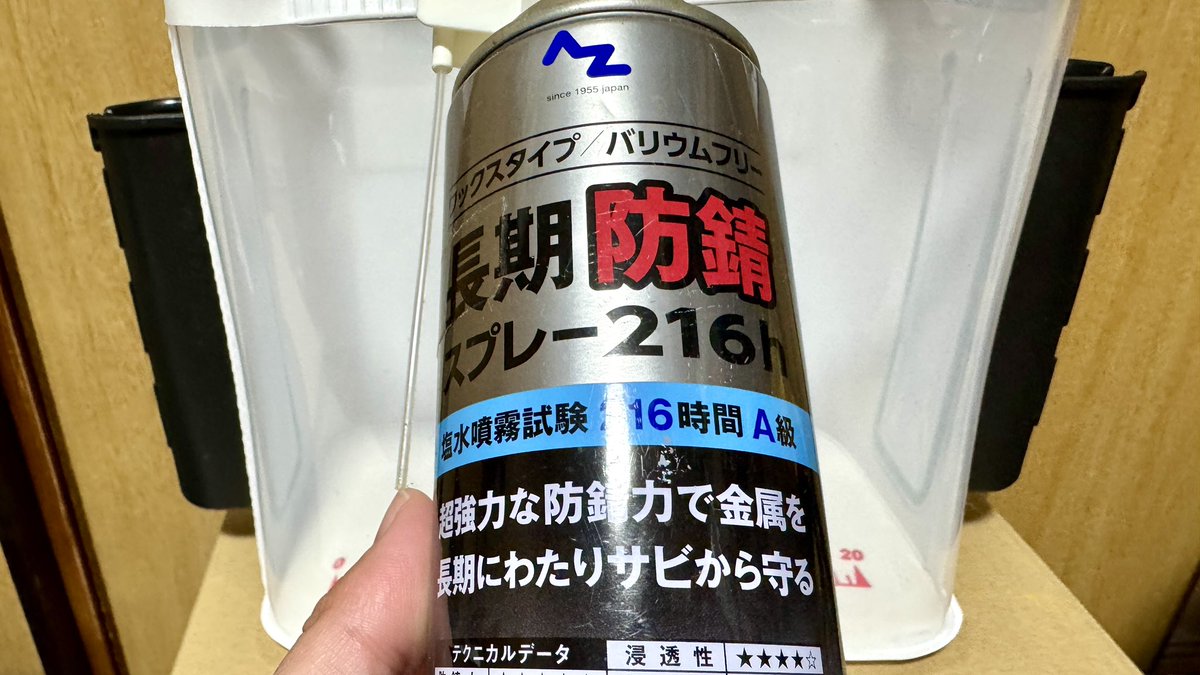 AZ
since 1955 japan
ワックスタイプ/バリウムフリー
長期防錆
スプレー216h
塩水噴霧試験 216時間 A級
超強力な防錆力で金属を
長期にわたりサビから守る
テクニカルデータ 浸透性 ★★★★☆
0
20